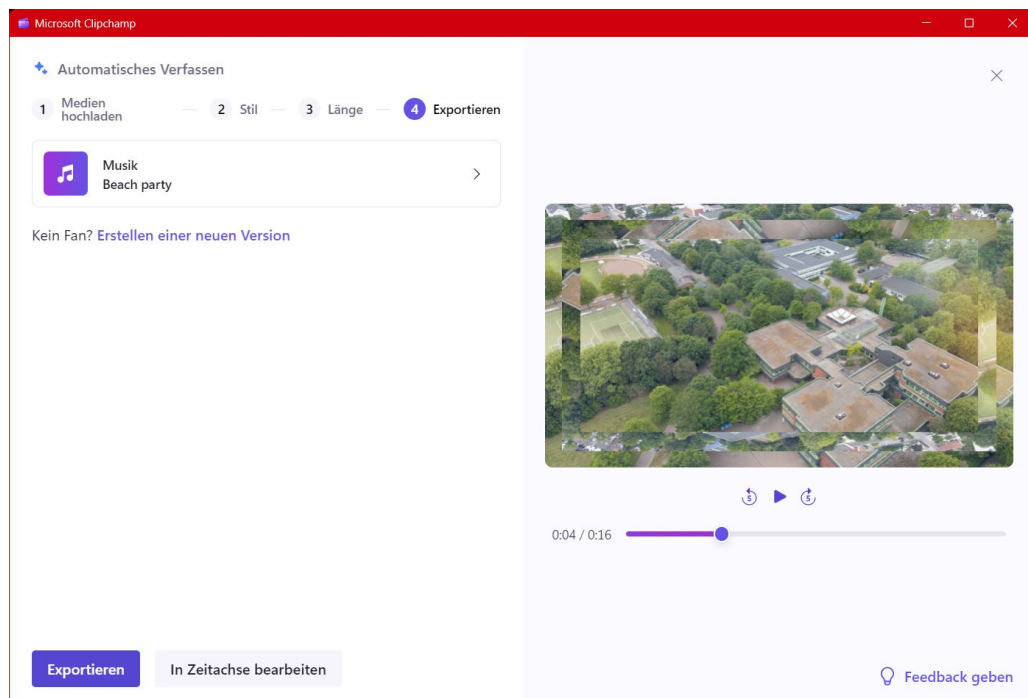 Microsoft Clipchamp
Automatisches Verfassen
1 Medien hochladen
2 Stil
3 Länge
4 Exportieren
Musik
Beach party
Kein Fan? Erstellen einer neuen Version
5 5
0:04 / 0:16
Exportieren
In Zeitachse bearbeiten
Feedback geben